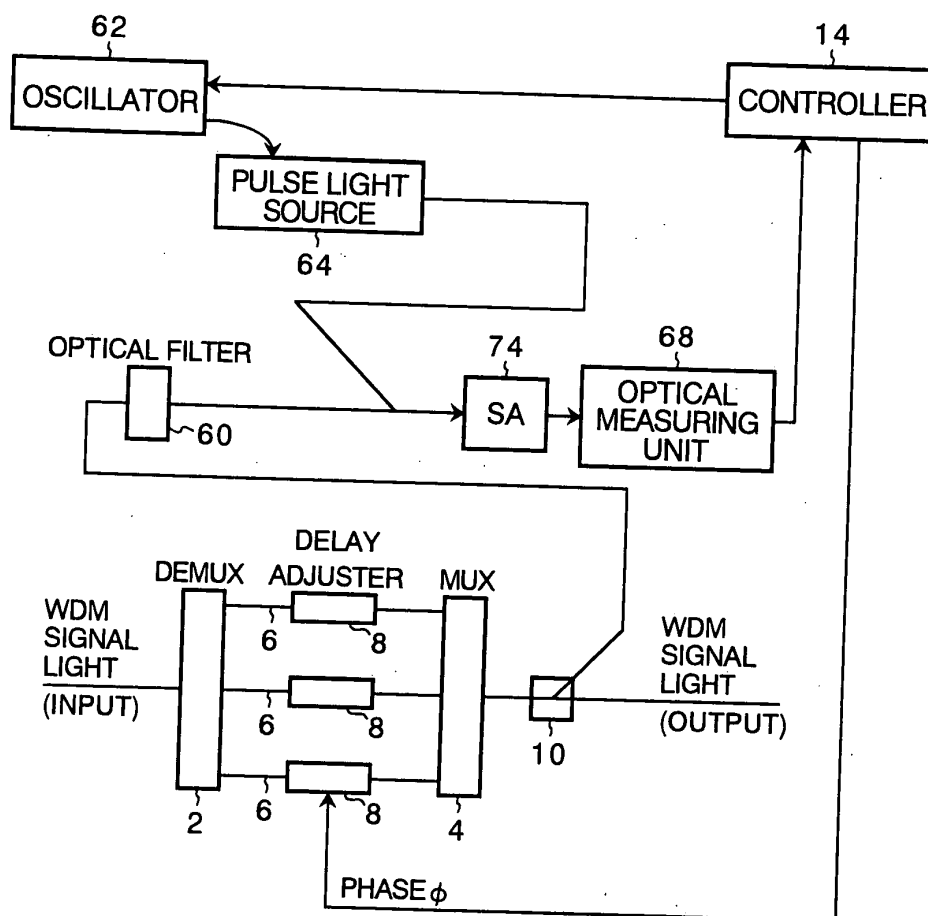 62
OSCILLATOR
14
CONTROLLER
PULSE LIGHT
SOURCE
64
OPTICAL FILTER
60
74
SA
68
OPTICAL
MEASURING
UNIT
DELAY
ADJUSTER
DEMUX
MUX
WDM
SIGNAL
LIGHT
(INPUT)
6
8
6
8
6
8
2
4
10
WDM
SIGNAL
LIGHT
(OUTPUT)
PHASE ϕ